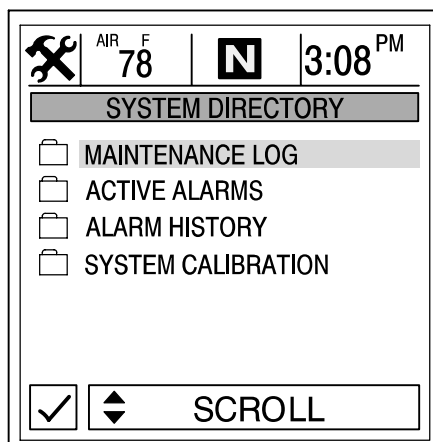 AIR F 78 N 3:08 PM
SYSTEM DIRECTORY
MAINTENANCE LOG
ACTIVE ALARMS
ALARM HISTORY
SYSTEM CALIBRATION
SCROLL